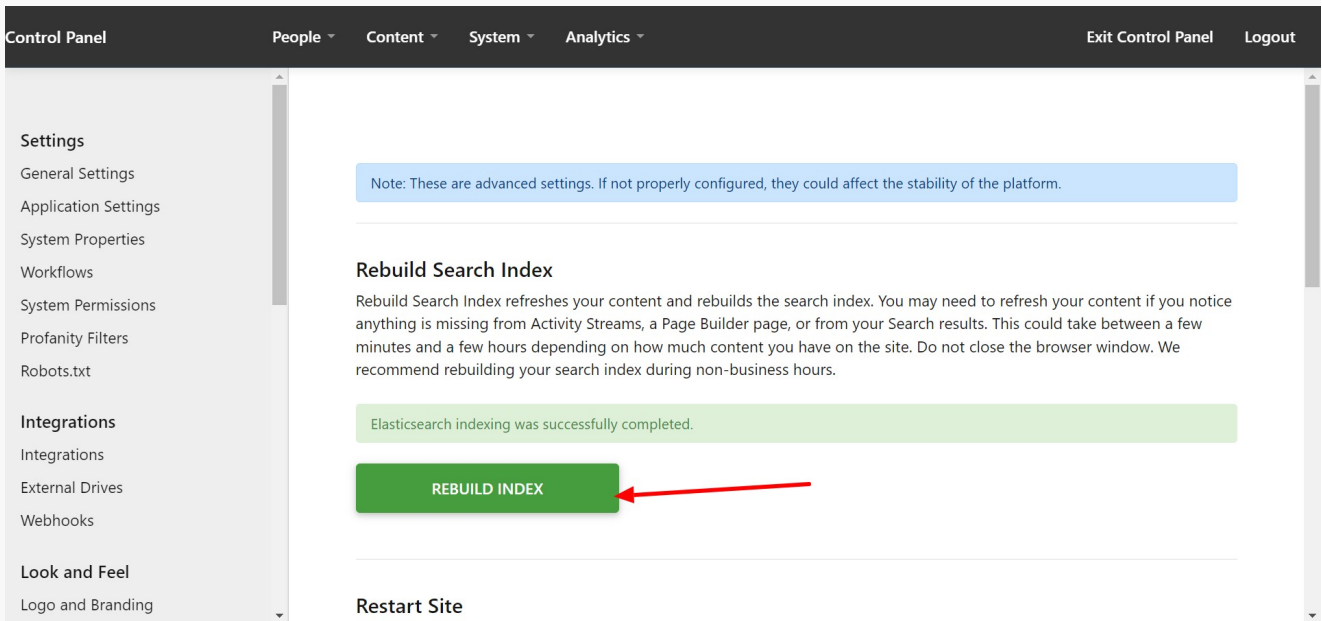 Control Panel People Content System Analytics Exit Control Panel Logout
Settings
General Settings
Application Settings
System Properties
Workflows
System Permissions
Profanity Filters
Robots.txt
Integrations
Integrations
External Drives
Webhooks
Look and Feel
Logo and Branding
Note: These are advanced settings. If not properly configured, they could affect the stability of the platform.
Rebuild Search Index
Rebuild Search Index refreshes your content and rebuilds the search index. You may need to refresh your content if you notice
anything is missing from Activity Streams, a Page Builder page, or from your Search results. This could take between a few
minutes and a few hours depending on how much content you have on the site. Do not close the browser window. We
recommend rebuilding your search index during non-business hours.
Elasticsearch indexing was successfully completed.
REBUILD INDEX
Restart Site